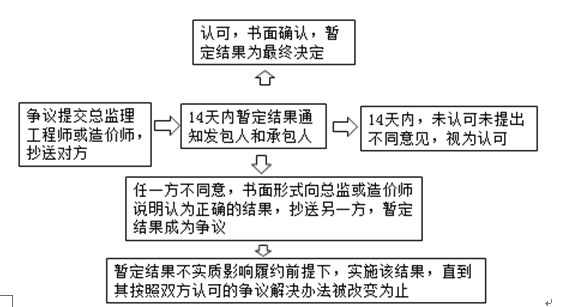 认可，书面确认，暂
定结果为最终决定
争议提交总监理
工程师或造价师，
抄送对方
14天内暂定结果通
知发包人和承包人
14天内，未认可未提出
不同意见，视为认可
任一方不同意，书面形式向总监或造价师
说明认为正确的结果，抄送另一方，暂定
结果成为争议
暂定结果不实质影响履约前提下，实施该结果，直到
其按照双方认可的争议解决办法被改变为止